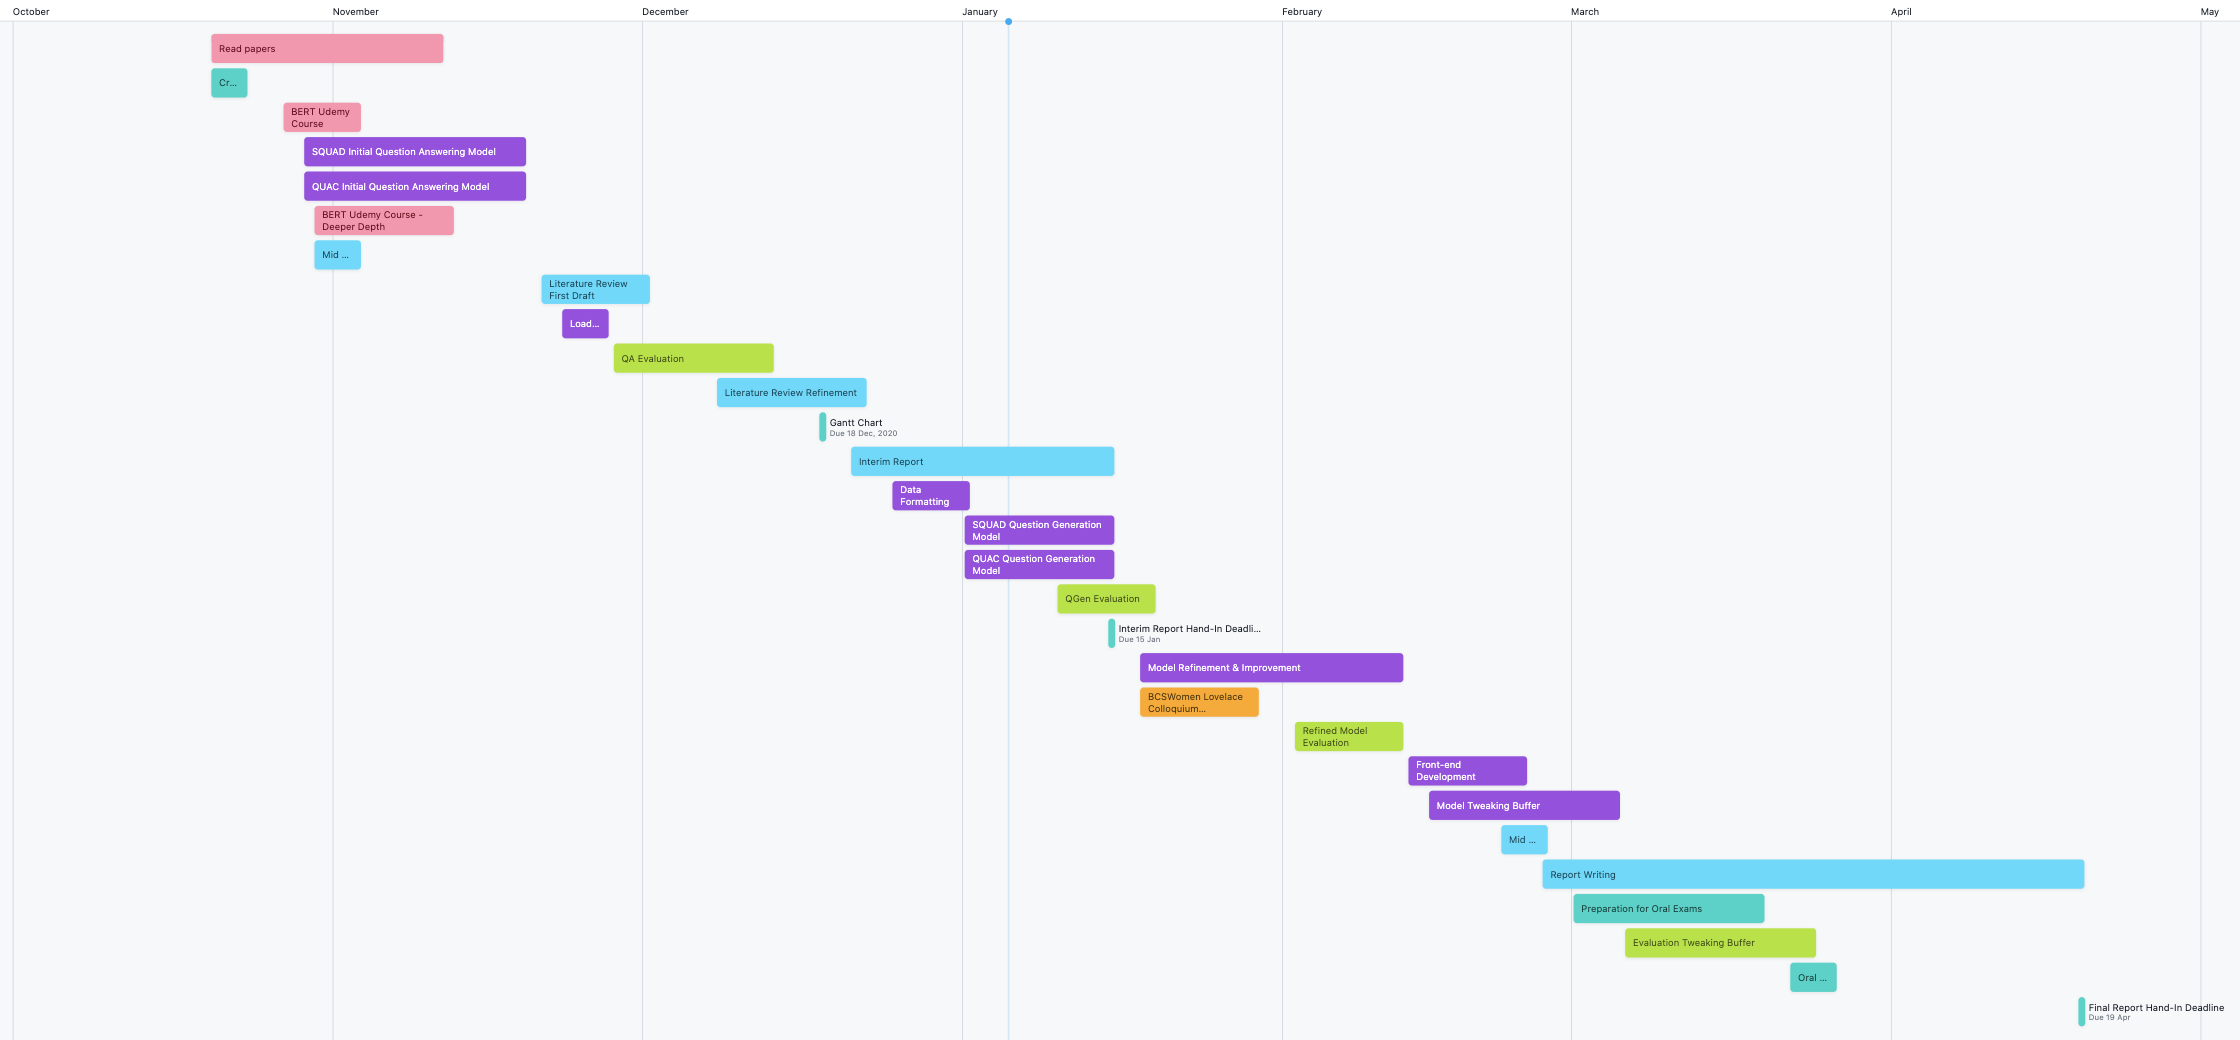 October November December January February March April May
Read papers
Cr...
BERT Udemy
Course
SQUAD Initial Question Answering Model
QUAC Initial Question Answering Model
BERT Udemy Course -
Deeper Depth
Mid ...
Literature Review
First Draft
Load...
QA Evaluation
Literature Review Refinement
Gantt Chart
Due 18 Dec, 2020
Interim Report
Data
Formatting
SQUAD Question Generation
Model
QUAC Question Generation
Model
QGen Evaluation
Interim Report Hand-In Deadli...
Due 15 Jan
Model Refinement & Improvement
BCSWomen Lovelace
Colloquium...
Refined Model
Evaluation
Front-end
Development
Model Tweaking Buffer
Mid ...
Report Writing
Preparation for Oral Exams
Evaluation Tweaking Buffer
Oral ...
Final Report Hand-In Deadline
Due 19 Apr